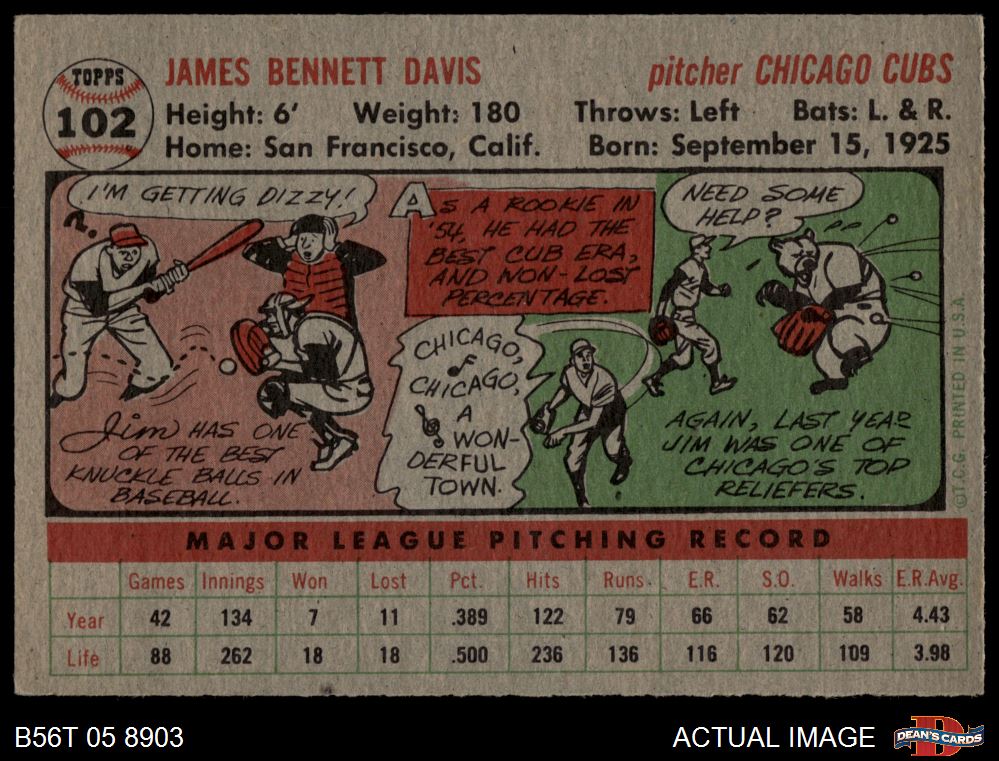 TOPPS
102
JAMES BENNETT DAVIS
pitcher CHICAGO CUBS
Height: 6' Weight: 180 Throws: Left Bats: L. & R.
Home: San Francisco, Calif. Born: September 15, 1925
I'M GETTING DIZZY!
Jim HAS ONE
OF THE BEST
KNUCKLE BALLS IN
BASEBALL.
AS A ROOKIE IN
'54, HE HAD THE
BEST CUB ERA,
AND WON-LOST
PERCENTAGE.
CHICAGO,
CHICAGO,
A
WON-
DERFUL
TOWN.
NEED SOME
HELP?
AGAIN, LAST YEAR
JIM WAS ONE OF
CHICAGO'S TOP
RELIEFERS.
©T.C.G. PRINTED IN U.S.A.
MAJOR LEAGUE PITCHING RECORD
Games Innings Won Lost Pct. Hits Runs E.R. S.O. Walks E.R.Avg.
Year 42 134 7 11 .389 122 79 66 62 58 4.43
Life 88 262 18 18 .500 236 136 116 120 109 3.98
B56T 05 8903
ACTUAL IMAGE
DEAN'S CARDS